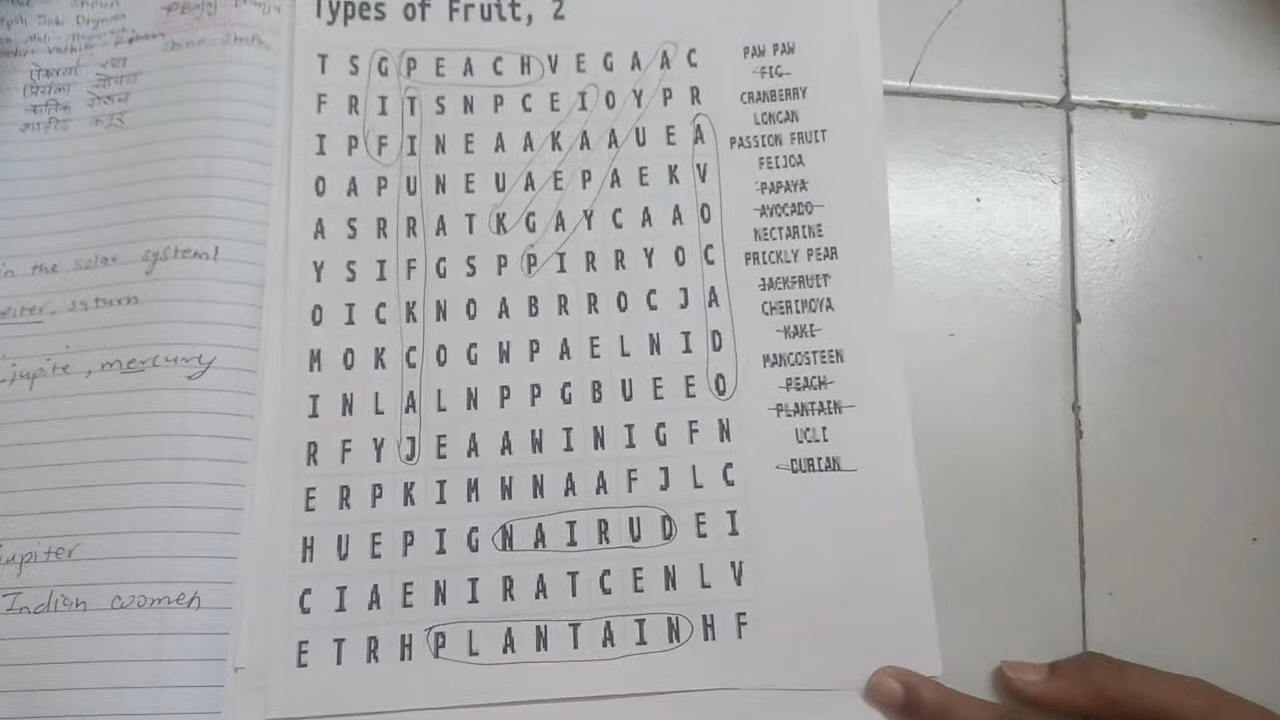 Types of Fruit, 2
T S G P E A C H V E G A A C
F R I T S N P C E I O Y P R
I P F I N E A A K A A U E A
O A P U N E U A E P A E K V
A S R R A T K G A Y C A A O
Y S I F G S P P I R R Y O C
O I C K N O A B R R O C J A
M O K C O G W P A E L N I D
I N L A L N P P G B U E E O
R F Y J E A A W I N I G F N
E R P K I M W N A A F J L C
H U E P I G N A I R U D E I
C I A E N I R A T C E N L V
E T R H P L A N T A I N H F
PAW PAW
FIG
CRANBERRY
LONGAN
PASSION FRUIT
FEIJOA
PAPAYA
AVOCADO
NECTARINE
PRICKLY PEAR
JACKFRUIT
CHERIMOYA
KAKI
MANGOSTEEN
PEACH
PLANTAIN
UGLI
DURIAN
in the solar system!
saturn
jupite, mercury
jupiter
Indian women